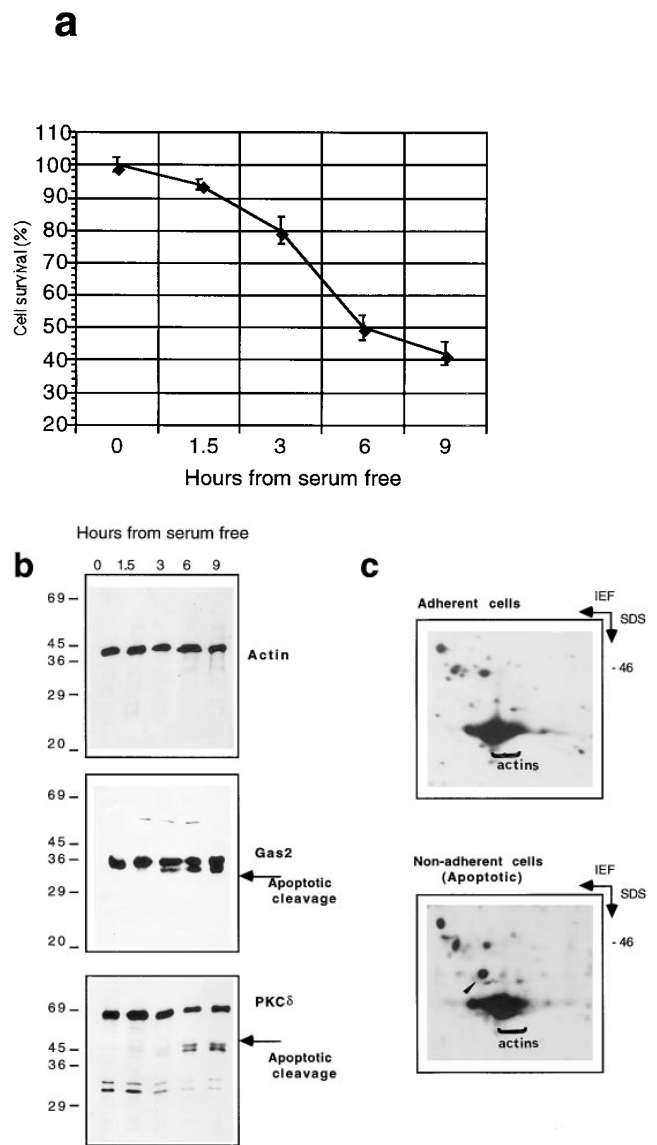 a
110
100
90
80
70
60
50
40
30
20
Cell survival (%)
0 1.5 3 6 9
Hours from serum free
Hours from serum free
b
0 1.5 3 6 9
69
45
36
29
20
Actin
69
45
36
29
20
Gas2
Apoptotic
cleavage
69
45
36
29
PKCδ
Apoptotic
cleavage
c
Adherent cells
IEF
SDS
- 46
actins
Non-adherent cells
(Apoptotic)
IEF
SDS
- 46
actins